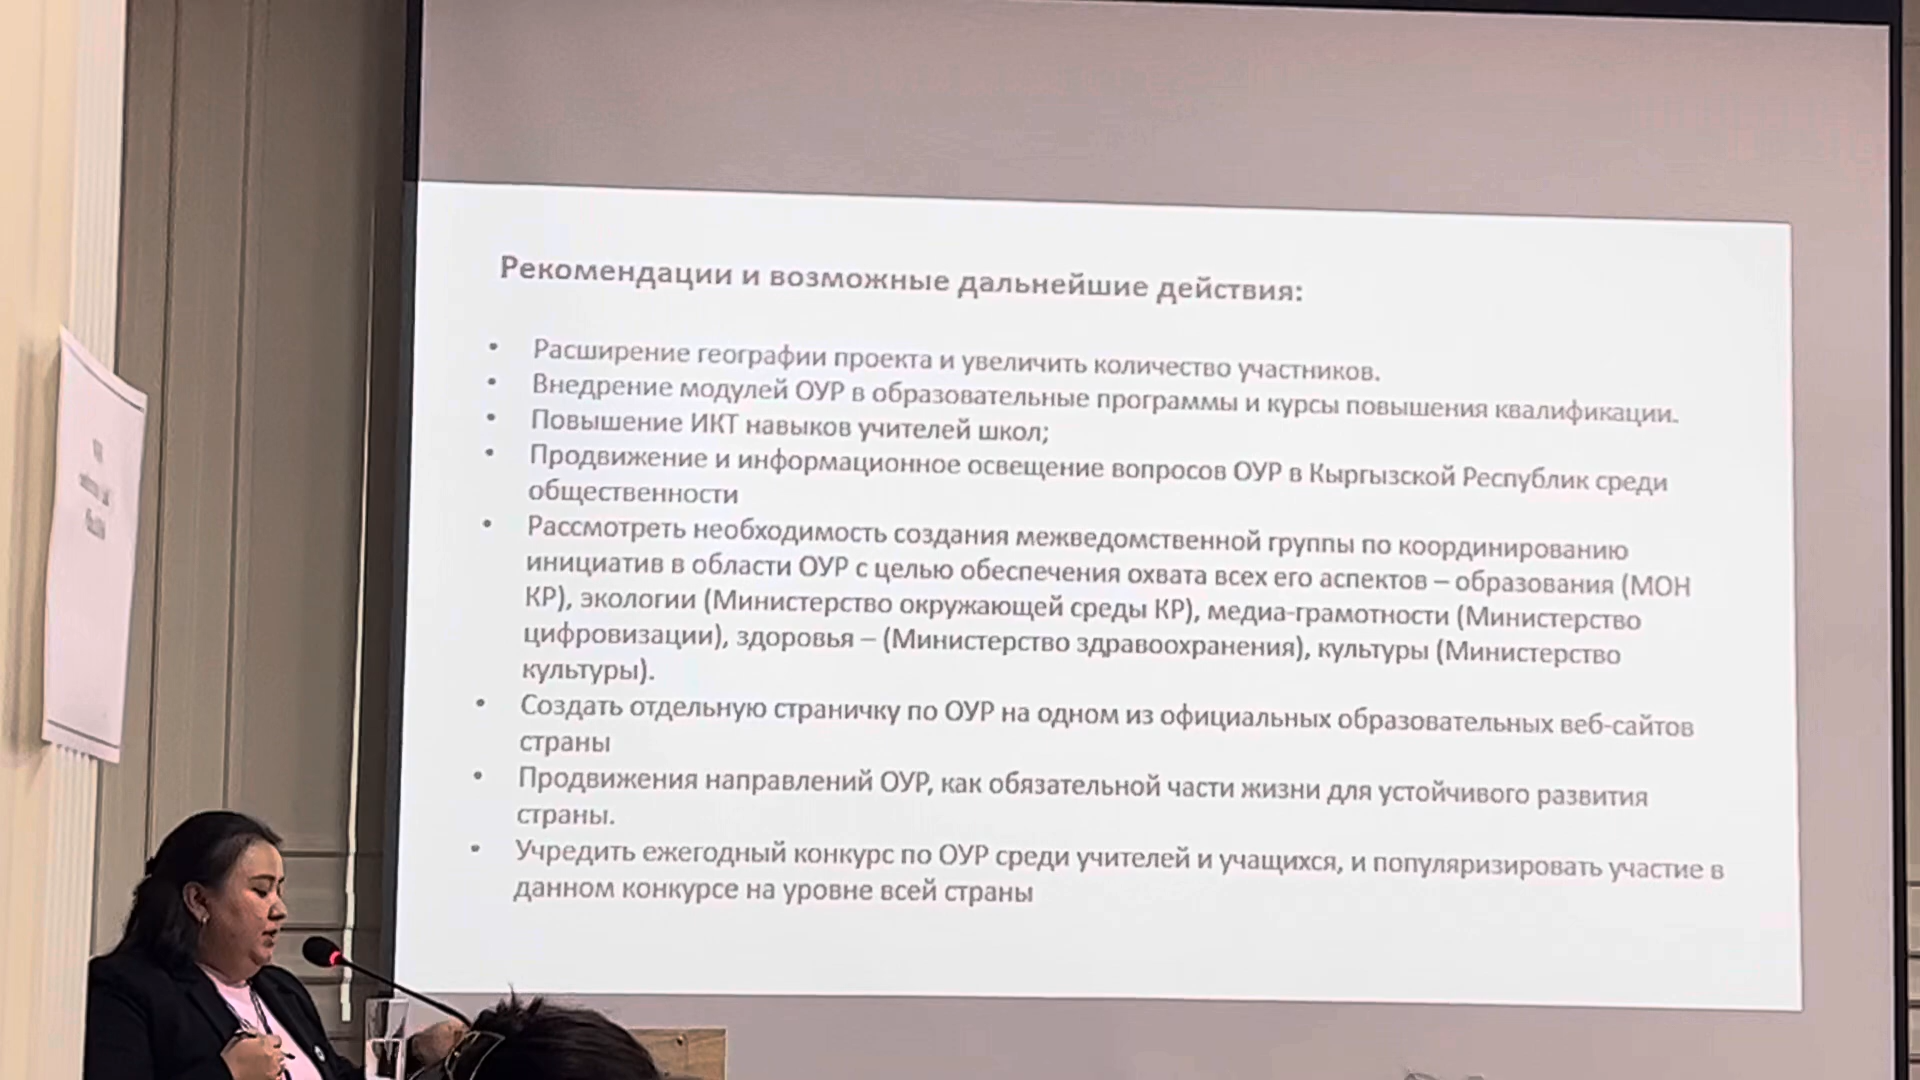 Рекомендации и возможные дальнейшие действия:
• Расширение географии проекта и увеличить количество участников.
• Внедрение модулей ОУР в образовательные программы и курсы повышения квалификации.
• Повышение ИКТ навыков учителей школ;
• Продвижение и информационное освещение вопросов ОУР в Кыргызской Республик среди
общественности
• Рассмотреть необходимость создания межведомственной группы по координированию
инициатив в области ОУР с целью обеспечения охвата всех его аспектов – образования (МОН
КР), экологии (Министерство окружающей среды КР), медиа-грамотности (Министерство
цифровизации), здоровья – (Министерство здравоохранения), культуры (Министерство
культуры).
• Создать отдельную страничку по ОУР на одном из официальных образовательных веб-сайтов
страны
• Продвижения направлений ОУР, как обязательной части жизни для устойчивого развития
страны.
• Учредить ежегодный конкурс по ОУР среди учителей и учащихся, и популяризировать участие в
данном конкурсе на уровне всей страны